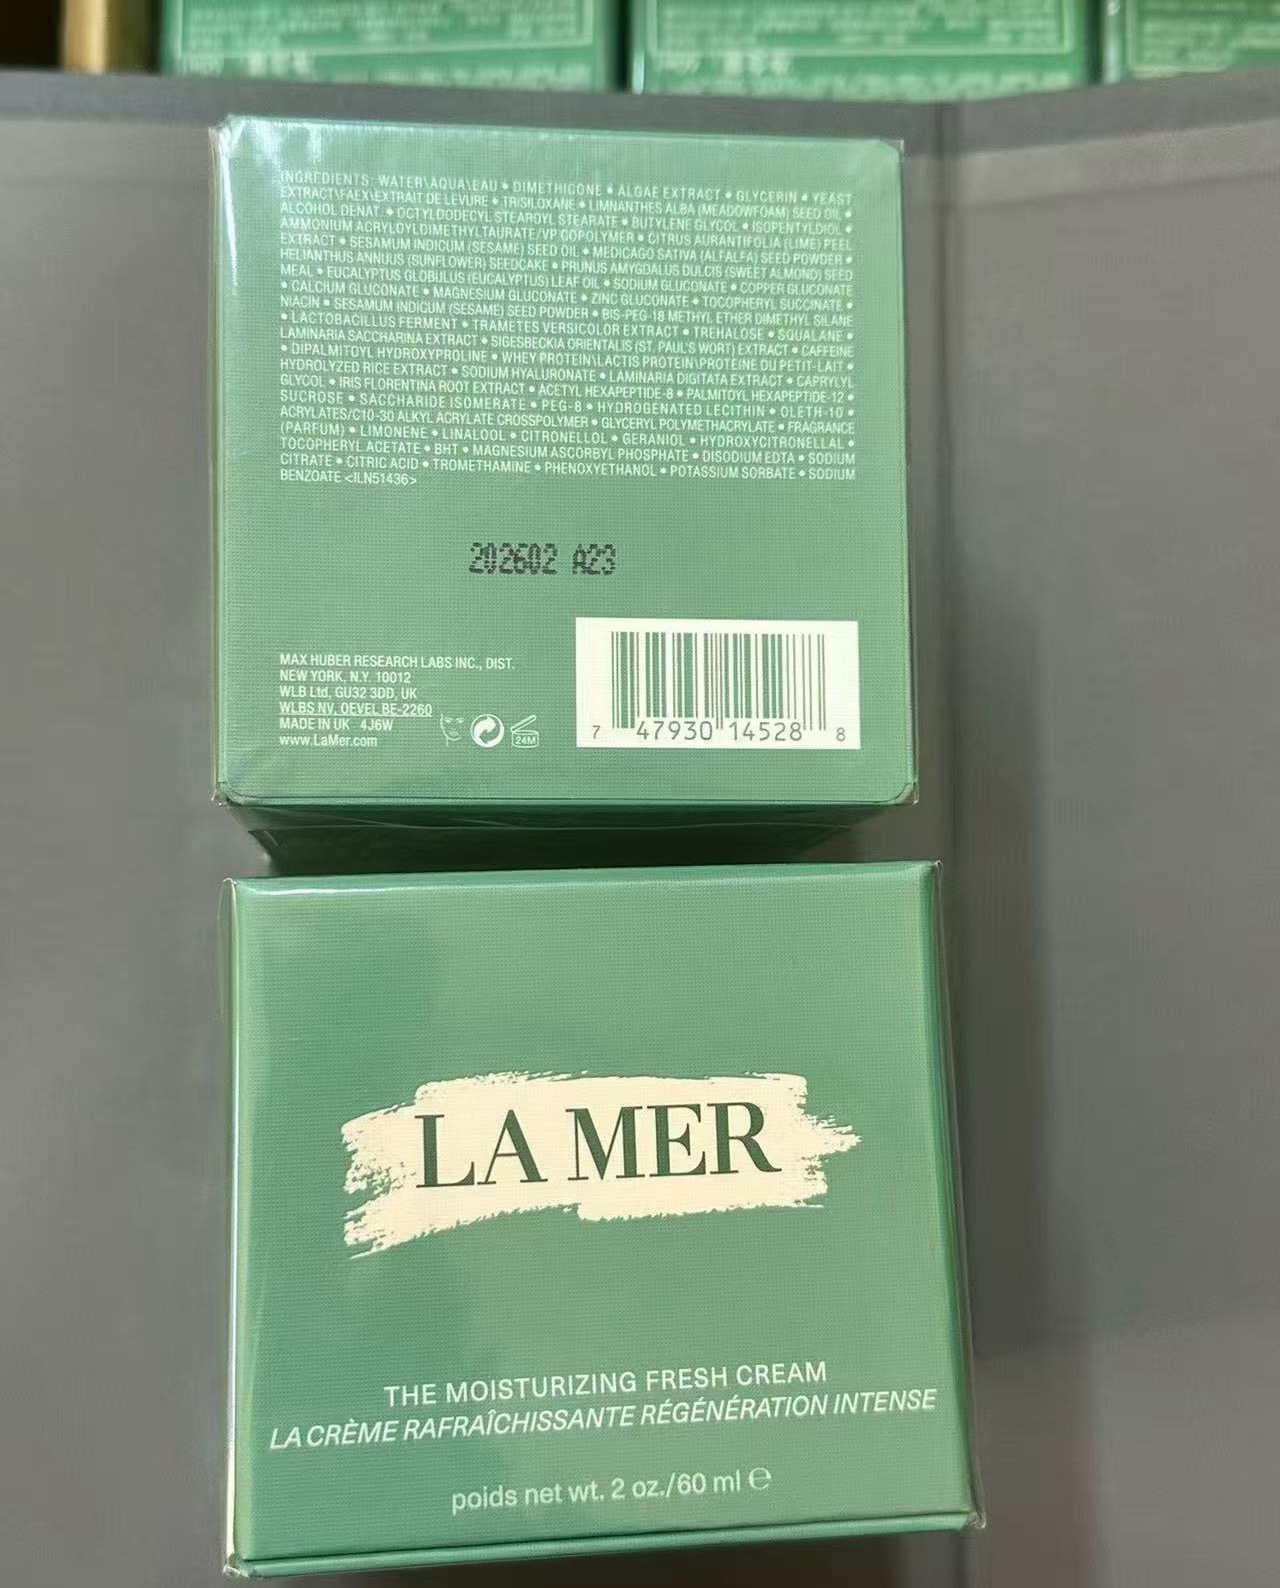 INGREDIENTS: WATER\AQUA\EAU • DIMETHICONE • ALGAE EXTRACT • GLYCERIN • YEAST
EXTRACT\FAEX\EXTRAIT DE LEVURE • TRISILOXANE • LIMNANTHES ALBA (MEADOWFOAM) SEED OIL •
ALCOHOL DENAT. • OCTYLDODECYL STEAROYL STEARATE • BUTYLENE GLYCOL • ISOPENTYLDIOL •
AMMONIUM ACRYLOYLDIMETHYLTAURATE/VP COPOLYMER • CITRUS AURANTIFOLIA (LIME) PEEL
EXTRACT • SESAMUM INDICUM (SESAME) SEED OIL • MEDICAGO SATIVA (ALFALFA) SEED POWDER •
HELIANTHUS ANNUUS (SUNFLOWER) SEEDCAKE • PRUNUS AMYGDALUS DULCIS (SWEET ALMOND) SEED
MEAL • EUCALYPTUS GLOBULUS (EUCALYPTUS) LEAF OIL • SODIUM GLUCONATE • COPPER GLUCONATE
• CALCIUM GLUCONATE • MAGNESIUM GLUCONATE • ZINC GLUCONATE • TOCOPHERYL SUCCINATE •
NIACIN • SESAMUM INDICUM (SESAME) SEED POWDER • BIS-PEG-18 METHYL ETHER DIMETHYL SILANE
• LACTOBACILLUS FERMENT • TRAMETES VERSICOLOR EXTRACT • TREHALOSE • SQUALANE •
LAMINARIA SACCHARINA EXTRACT • SIGESBECKIA ORIENTALIS (ST. PAUL'S WORT) EXTRACT • CAFFEINE
• DIPALMITOYL HYDROXYPROLINE • WHEY PROTEIN\LACTIS PROTEIN\PROTÉINE DU PETIT-LAIT •
HYDROLYZED RICE EXTRACT • SODIUM HYALURONATE • LAMINARIA DIGITATA EXTRACT • CAPRYLYL
GLYCOL • IRIS FLORENTINA ROOT EXTRACT • ACETYL HEXAPEPTIDE-8 • PALMITOYL HEXAPEPTIDE-12 •
SUCROSE • SACCHARIDE ISOMERATE • PEG-8 • HYDROGENATED LECITHIN • OLETH-10 •
ACRYLATES/C10-30 ALKYL ACRYLATE CROSSPOLYMER • GLYCERYL POLYMETHACRYLATE • FRAGRANCE
(PARFUM) • LIMONENE • LINALOOL • CITRONELLOL • GERANIOL • HYDROXYCITRONELLAL •
TOCOPHERYL ACETATE • BHT • MAGNESIUM ASCORBYL PHOSPHATE • DISODIUM EDTA • SODIUM
CITRATE • CITRIC ACID • TROMETHAMINE • PHENOXYETHANOL • POTASSIUM SORBATE • SODIUM
BENZOATE <ILN51436>
202602 A23
MAX HUBER RESEARCH LABS INC., DIST.
NEW YORK, N.Y. 10012
WLB Ltd, GU32 3DD, UK
WLBS NV, OEVEL BE-2260
MADE IN UK 4J6W
www.LaMer.com
24M
7 47930 14528 8
LA MER
THE MOISTURIZING FRESH CREAM
LA CRÈME RAFRAÎCHISSANTE RÉGÉNÉRATION INTENSE
poids net wt. 2 oz./60 ml ℮